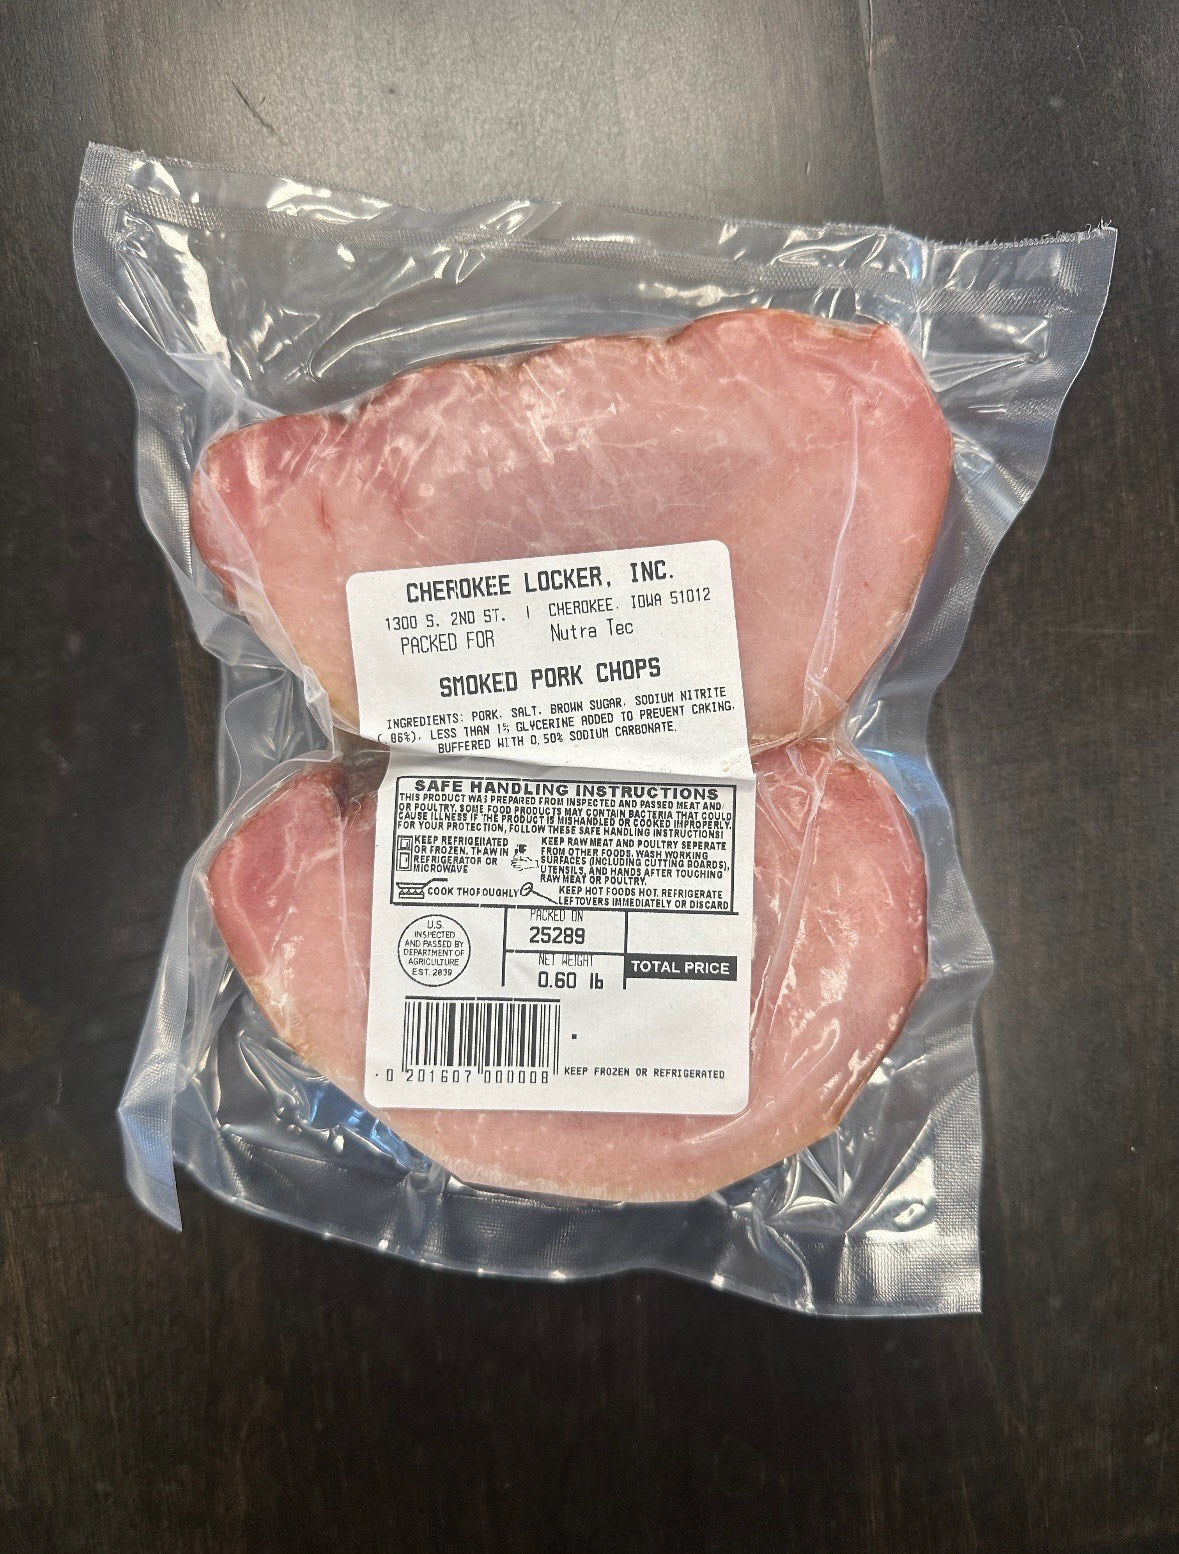 CHEROKEE LOCKER, INC.
1300 S. 2ND ST. | CHEROKEE. IOWA 51012
PACKED FOR Nutra Tec
SMOKED PORK CHOPS
INGREDIENTS: PORK. SALT. BROWN SUGAR. SODIUM NITRITE
( 86%). LESS THAN 1% GLYCERINE ADDED TO PREVENT CAKING.
BUFFERED WITH 0.50% SODIUM CARBONATE.
SAFE HANDLING INSTRUCTIONS
THIS PRODUCT WAS PREPARED FROM INSPECTED AND PASSED MEAT AND/
OR POULTRY. SOME FOOD PRODUCTS MAY CONTAIN BACTERIA THAT COULD
CAUSE ILLNESS IF THE PRODUCT IS MISHANDLED OR COOKED IMPROPERLY.
FOR YOUR PROTECTION, FOLLOW THESE SAFE HANDLING INSTRUCTIONS!
KEEP REFRIGERATED
OR FROZEN. THAW IN
REFRIGERATOR OR
MICROWAVE
KEEP RAW MEAT AND POULTRY SEPERATE
FROM OTHER FOODS. WASH WORKING
SURFACES (INCLUDING CUTTING BOARDS),
UTENSILS, AND HANDS AFTER TOUCHING
RAW MEAT OR POULTRY.
COOK THOROUGHLY
KEEP HOT FOODS HOT. REFRIGERATE
LEFTOVERS IMMEDIATELY OR DISCARD
U.S.
INSPECTED
AND PASSED BY
DEPARTMENT OF
AGRICULTURE
EST. 2839
PACKED ON
25289
NET WEIGHT
0.60 lb
TOTAL PRICE
0 201607 000008
KEEP FROZEN OR REFRIGERATED